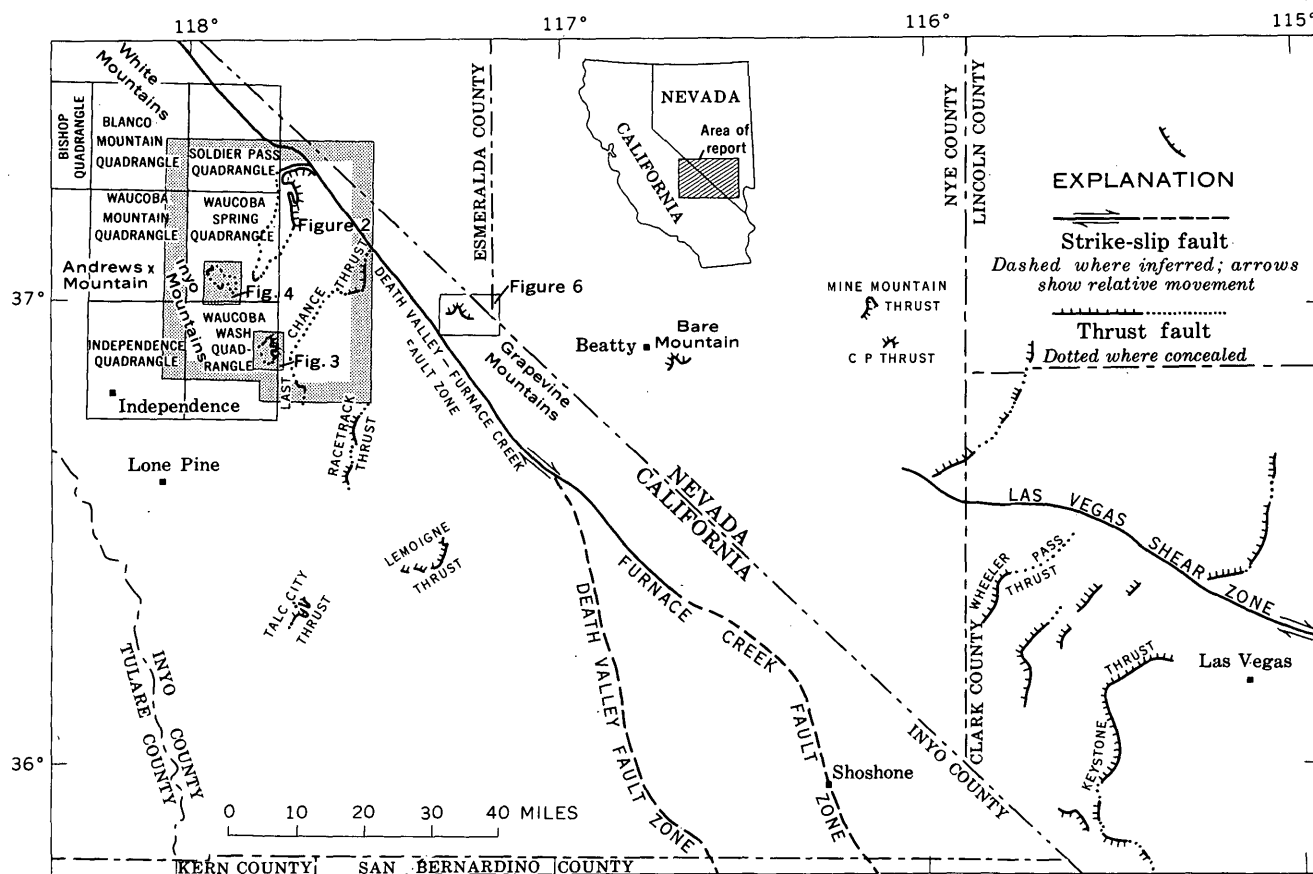 118°
117°
116°
115°
White
Mountains
BISHOP
QUADRANGLE
BLANCO
MOUNTAIN
QUADRANGLE
SOLDIER PASS
QUADRANGLE
WAUCOBA
MOUNTAIN
QUADRANGLE
WAUCOBA
SPRING
QUADRANGLE
Figure 2
Andrews x
Mountain
Inyo
Mountains
Fig. 4
37°
WAUCOBA
WASH
QUAD-
RANGLE
INDEPENDENCE
QUADRANGLE
Fig. 3
Independence
LAST CHANCE THRUST
RACETRACK
THRUST
Lone Pine
ESMERALDA COUNTY
DEATH VALLEY – FURNACE CREEK
FAULT ZONE
Figure 6
Grapevine
Mountains
NEVADA
CALIFORNIA
Area of
report
Beatty
Bare
Mountain
MINE MOUNTAIN
THRUST
C P THRUST
NYE COUNTY
LINCOLN COUNTY
EXPLANATION
Strike-slip fault
Dashed where inferred; arrows
show relative movement
Thrust fault
Dotted where concealed
NEVADA
CALIFORNIA
LEMOIGNE
THRUST
TALC CITY
THRUST
INYO COUNTY
TULARE COUNTY
DEATH VALLEY FAULT ZONE
FURNACE CREEK FAULT ZONE
LAS VEGAS SHEAR ZONE
WHEELER PASS
THRUST
Las Vegas
KEYSTONE THRUST
CLARK COUNTY
INYO COUNTY
Shoshone
36°
0 10 20 30 40 MILES
KERN COUNTY
SAN BERNARDINO COUNTY